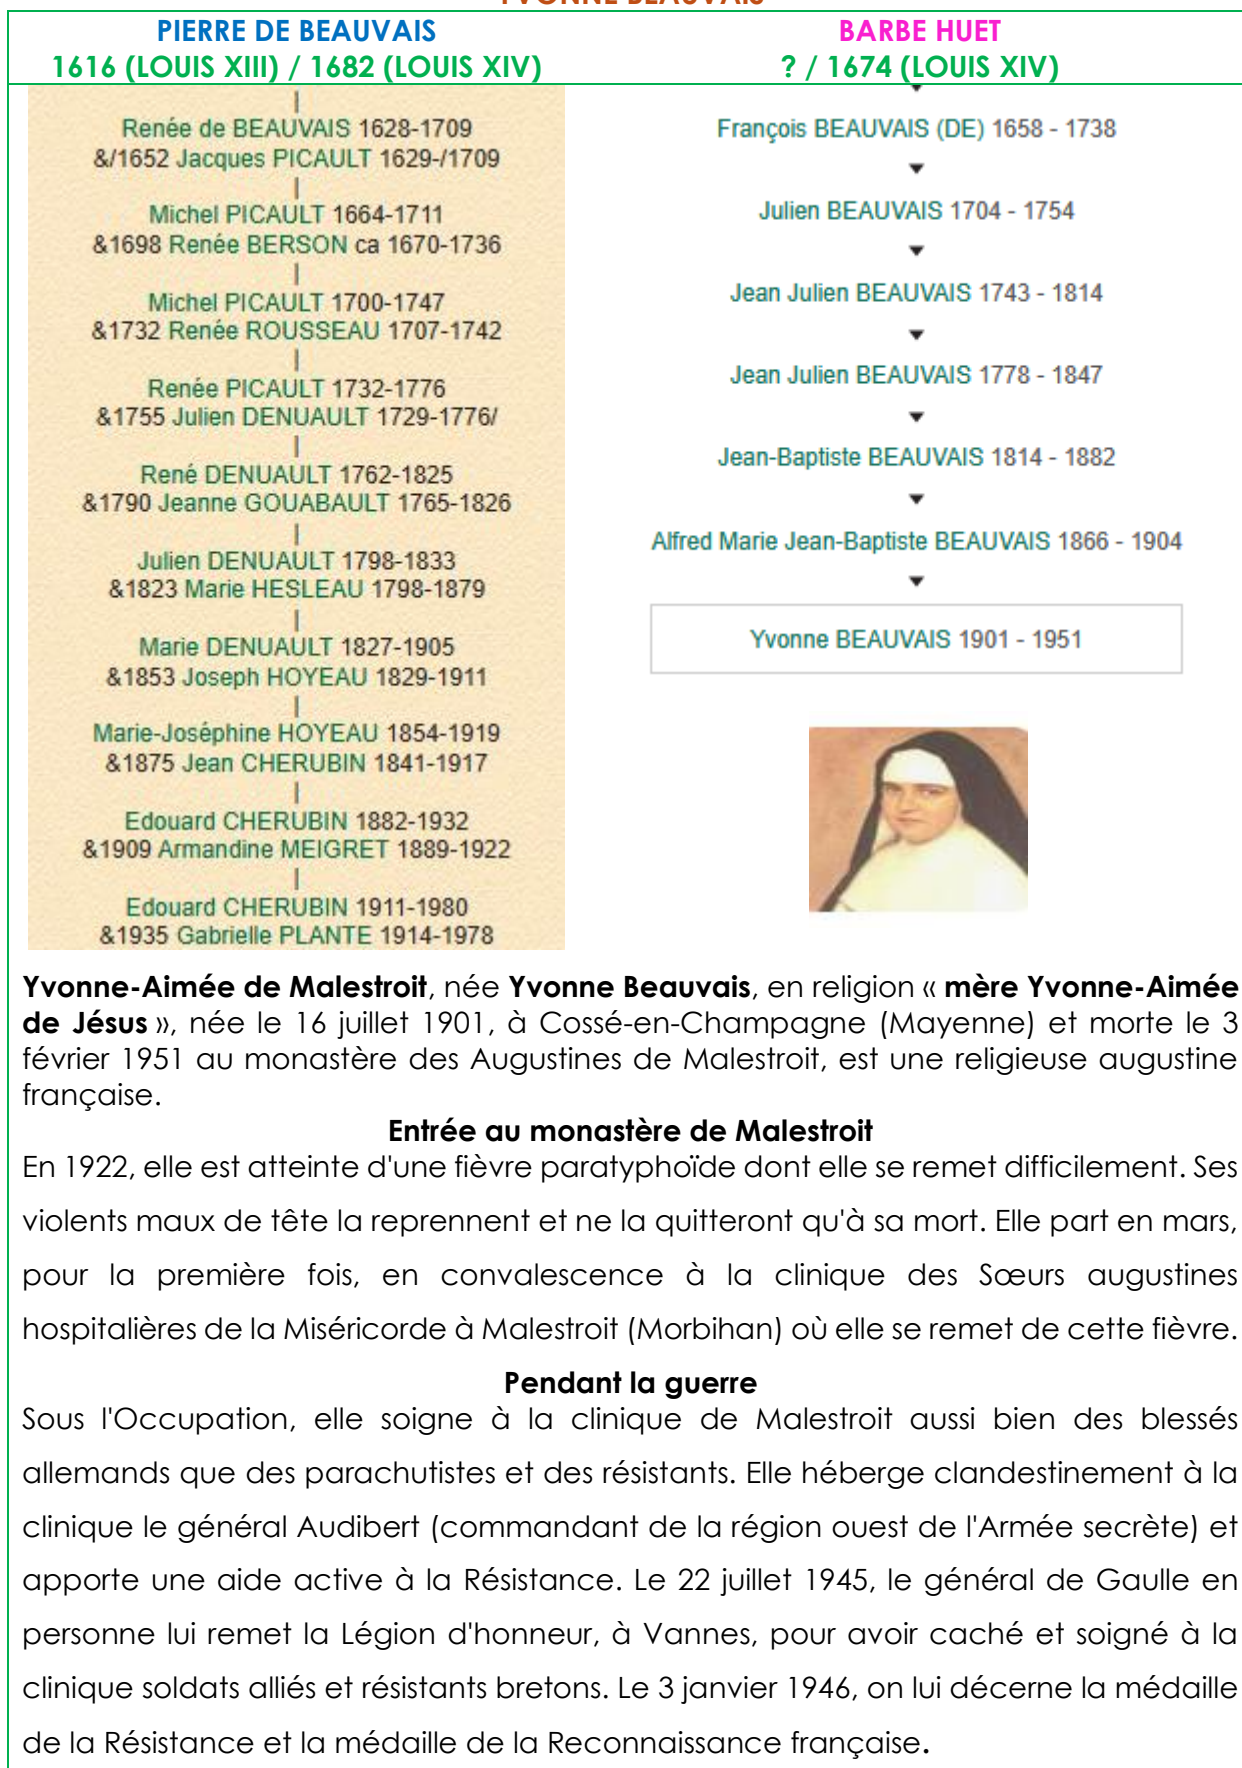 YVONNE BEAUVAIS
PIERRE DE BEAUVAIS
1616 (LOUIS XIII) / 1682 (LOUIS XIV)
BARBE HUET
? / 1674 (LOUIS XIV)
Renée de BEAUVAIS 1628-1709
&/1652 Jacques PICAULT 1629-/1709
|
Michel PICAULT 1664-1711
&1698 Renée BERSON ca 1670-1736
|
Michel PICAULT 1700-1747
&1732 Renée ROUSSEAU 1707-1742
|
Renée PICAULT 1732-1776
&1755 Julien DENUAULT 1729-1776/
|
René DENUAULT 1762-1825
&1790 Jeanne GOUABAULT 1765-1826
|
Julien DENUAULT 1798-1833
&1823 Marie HESLEAU 1798-1879
|
Marie DENUAULT 1827-1905
&1853 Joseph HOYEAU 1829-1911
|
Marie-Joséphine HOYEAU 1854-1919
&1875 Jean CHERUBIN 1841-1917
|
Edouard CHERUBIN 1882-1932
&1909 Armandine MEIGRET 1889-1922
|
Edouard CHERUBIN 1911-1980
&1935 Gabrielle PLANTE 1914-1978
François BEAUVAIS (DE) 1658 - 1738
Julien BEAUVAIS 1704 - 1754
Jean Julien BEAUVAIS 1743 - 1814
Jean Julien BEAUVAIS 1778 - 1847
Jean-Baptiste BEAUVAIS 1814 - 1882
Alfred Marie Jean-Baptiste BEAUVAIS 1866 - 1904
Yvonne BEAUVAIS 1901 - 1951
Yvonne-Aimée de Malestroit, née Yvonne Beauvais, en religion « mère Yvonne-Aimée
de Jésus », née le 16 juillet 1901, à Cossé-en-Champagne (Mayenne) et morte le 3
février 1951 au monastère des Augustines de Malestroit, est une religieuse augustine
française.
Entrée au monastère de Malestroit
En 1922, elle est atteinte d'une fièvre paratyphoïde dont elle se remet difficilement. Ses
violents maux de tête la reprennent et ne la quitteront qu'à sa mort. Elle part en mars,
pour la première fois, en convalescence à la clinique des Sœurs augustines
hospitalières de la Miséricorde à Malestroit (Morbihan) où elle se remet de cette fièvre.
Pendant la guerre
Sous l'Occupation, elle soigne à la clinique de Malestroit aussi bien des blessés
allemands que des parachutistes et des résistants. Elle héberge clandestinement à la
clinique le général Audibert (commandant de la région ouest de l'Armée secrète) et
apporte une aide active à la Résistance. Le 22 juillet 1945, le général de Gaulle en
personne lui remet la Légion d'honneur, à Vannes, pour avoir caché et soigné à la
clinique soldats alliés et résistants bretons. Le 3 janvier 1946, on lui décerne la médaille
de la Résistance et la médaille de la Reconnaissance française.